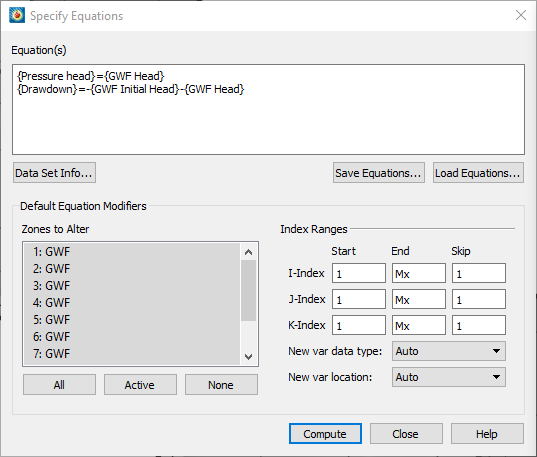 Specify Equations
Equation(s)
{Pressure head}={GWF Head}
{Drawdown}=-{GWF Initial Head}-{GWF Head}
Data Set Info...
Save Equations...
Load Equations...
Default Equation Modifiers
Zones to Alter
1: GWF
2: GWF
3: GWF
4: GWF
5: GWF
6: GWF
7: GWF
All
Active
None
Index Ranges
Start End Skip
I-Index 1 Mx 1
J-Index 1 Mx 1
K-Index 1 Mx 1
New var data type: Auto
New var location: Auto
Compute
Close
Help